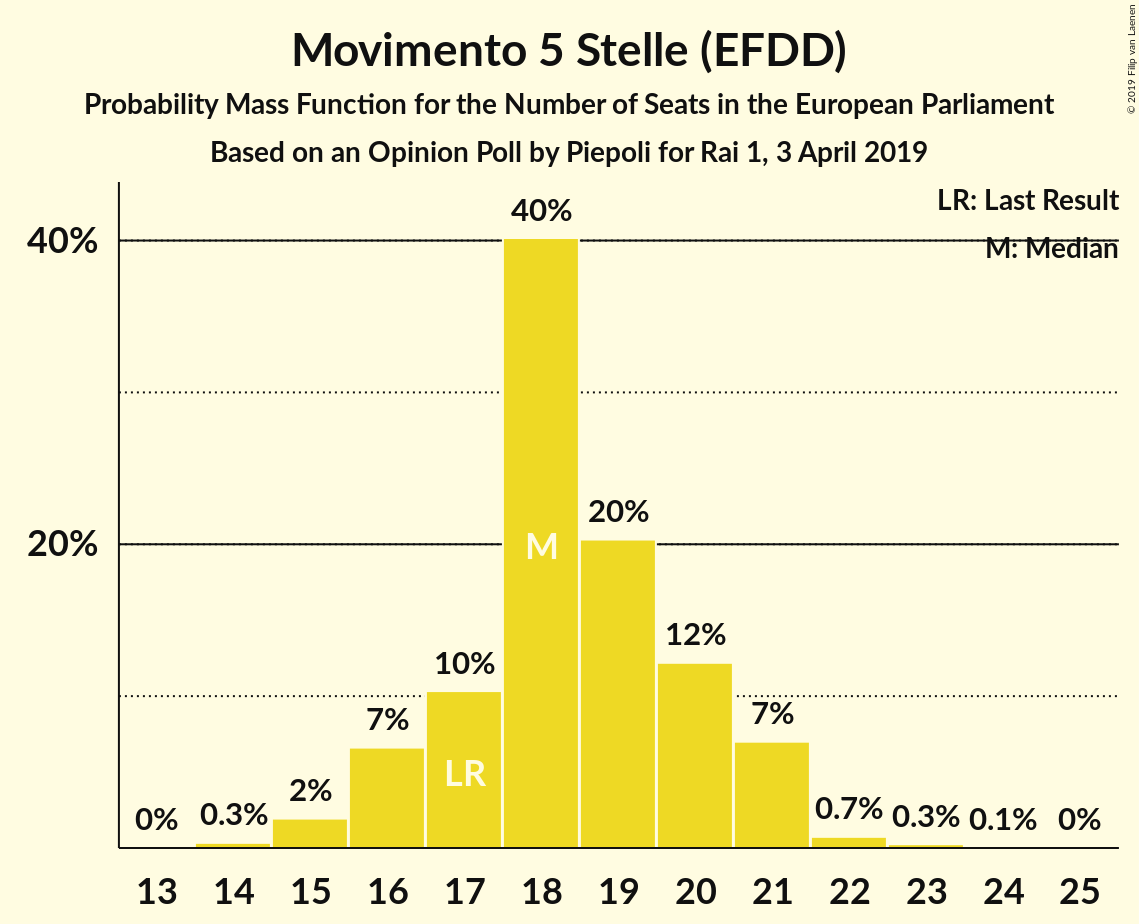 Movimento 5 Stelle (EFDD)
Probability Mass Function for the Number of Seats in the European Parliament
Based on an Opinion Poll by Piepoli for Rai 1, 3 April 2019
© 2019 Filip van Laenen
LR: Last Result
M: Median
40%
20%
0%
0.3%
2%
7%
10%
40%
20%
12%
7%
0.7%
0.3%
0.1%
0%
LR
M
13 14 15 16 17 18 19 20 21 22 23 24 25